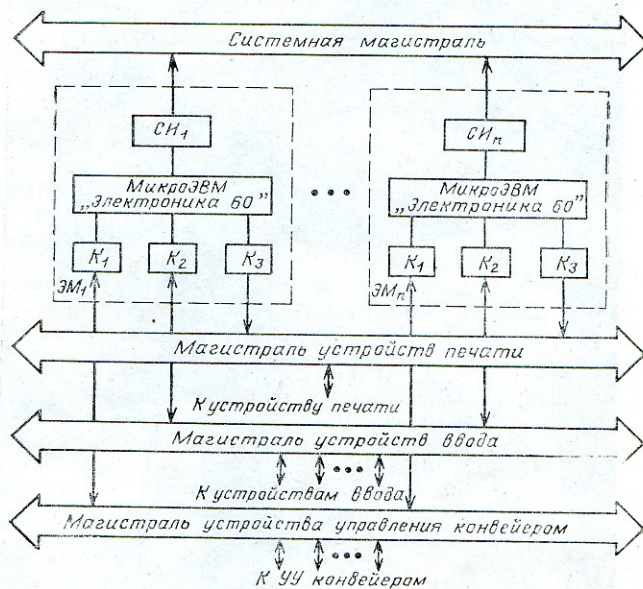 Системная магистраль
СИ₁
СИₙ
МикроЭВМ
„Электроника 60”
• • •
МикроЭВМ
„Электроника 60”
К₁
К₂
К₃
К₁
К₂
К₃
ЭМ₁
ЭМₙ
Магистраль устройств печати
К устройству печати
Магистраль устройств ввода
К устройствам ввода
Магистраль устройства управления конвейером
К УУ конвейером